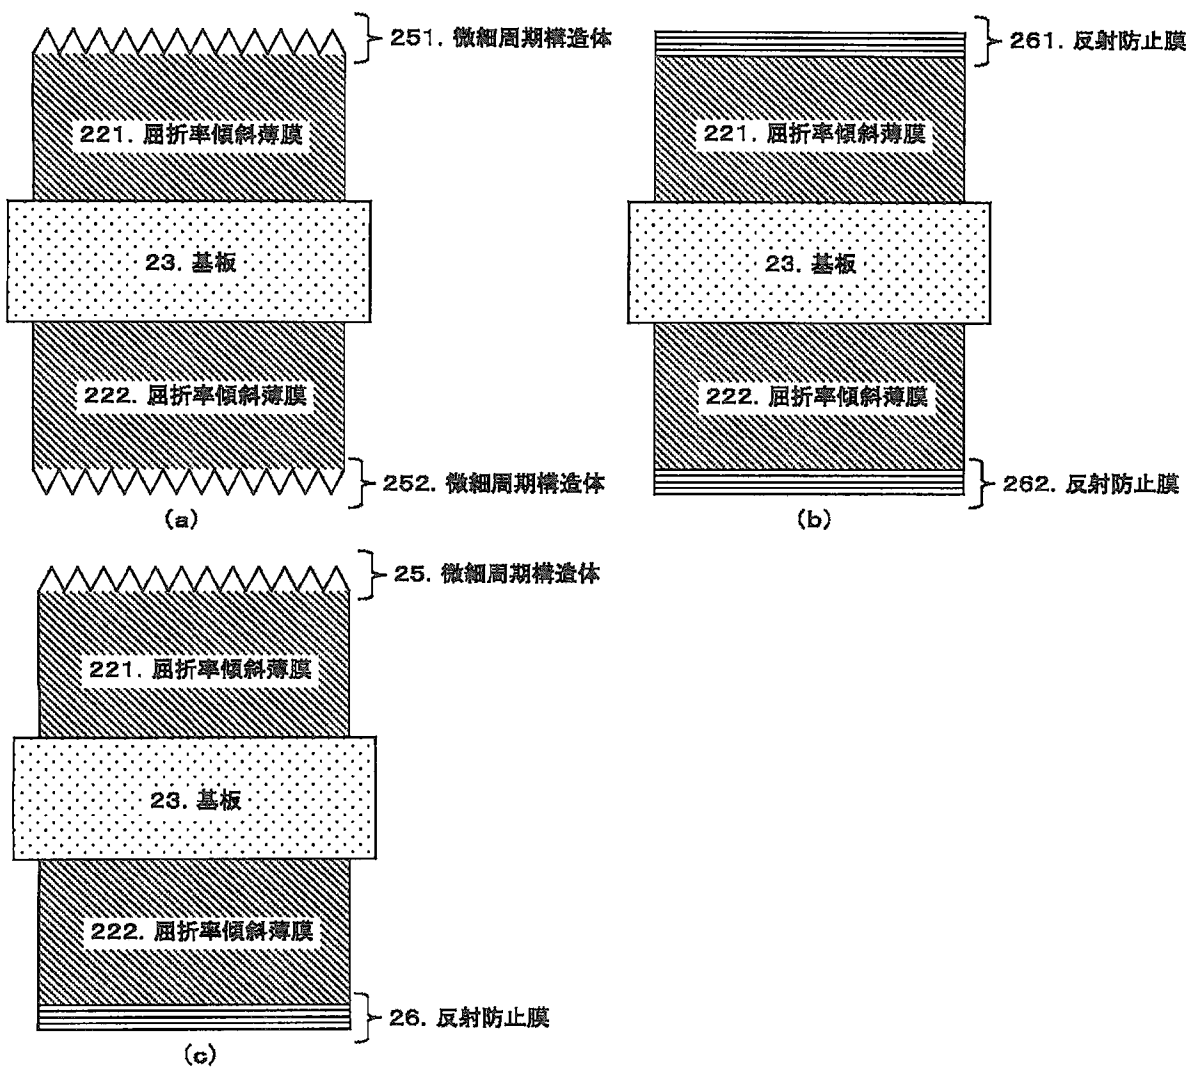 251. 微細周期構造体
221. 屈折率傾斜薄膜
23. 基板
222. 屈折率傾斜薄膜
252. 微細周期構造体
(a)
261. 反射防止膜
221. 屈折率傾斜薄膜
23. 基板
222. 屈折率傾斜薄膜
262. 反射防止膜
(b)
25. 微細周期構造体
221. 屈折率傾斜薄膜
23. 基板
222. 屈折率傾斜薄膜
26. 反射防止膜
(c)